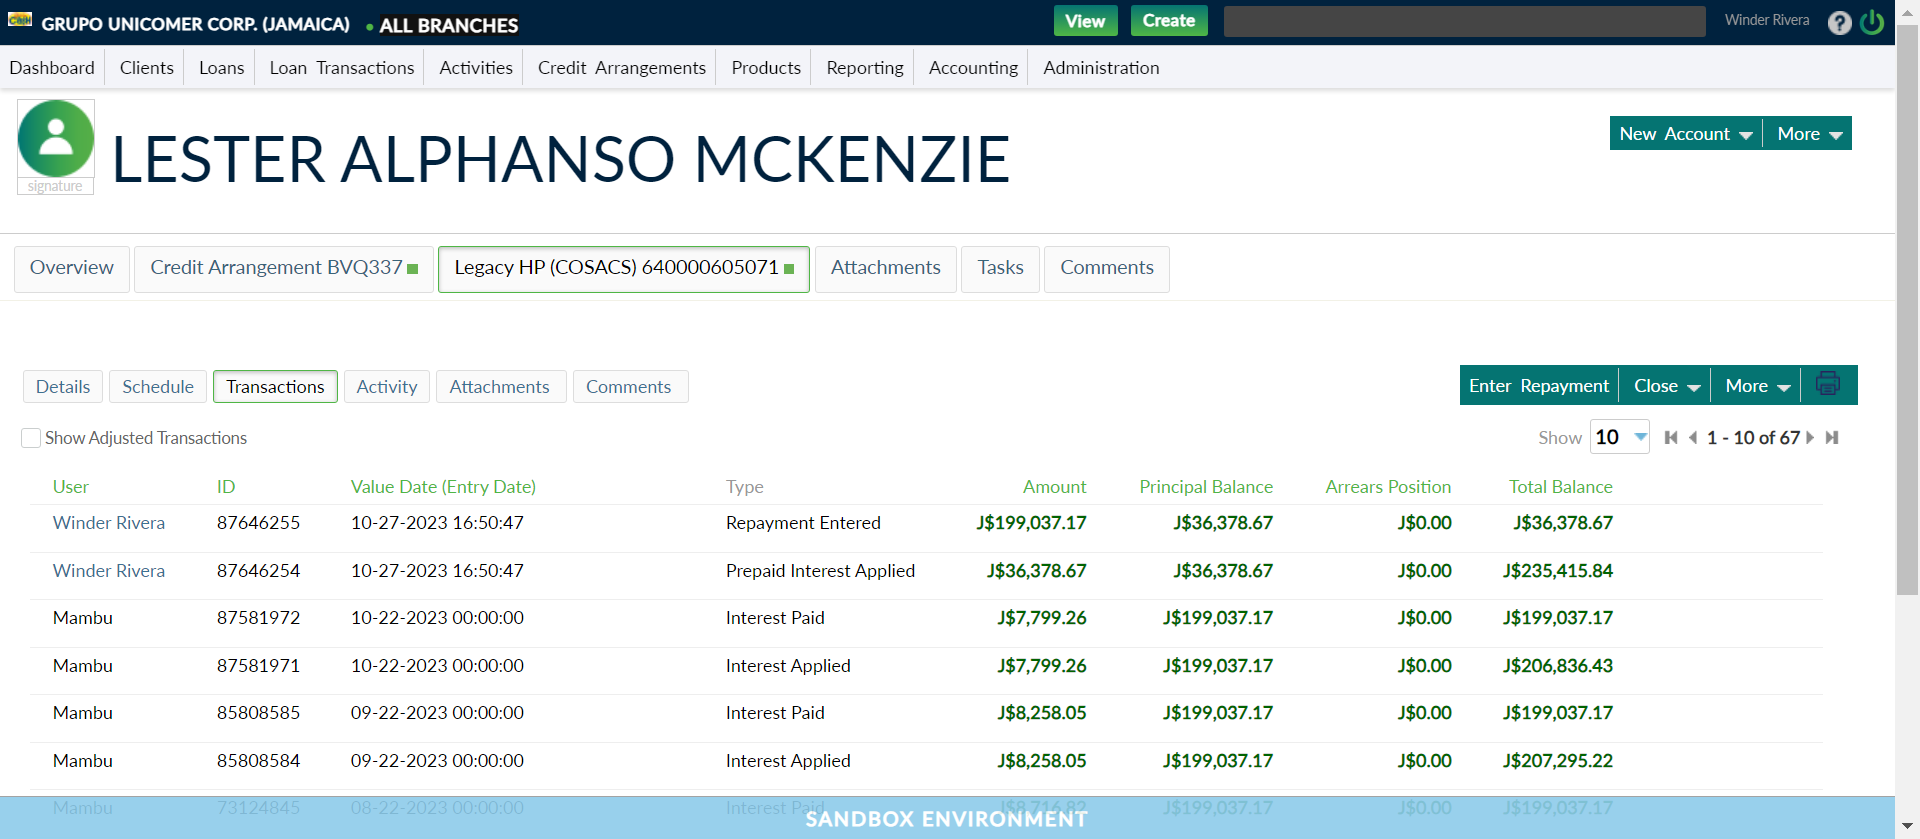 GRUPO UNICOMER CORP. (JAMAICA) • ALL BRANCHES View Create Winder Rivera ?
Dashboard Clients Loans Loan Transactions Activities Credit Arrangements Products Reporting Accounting Administration
LESTER ALPHANSO MCKENZIE
signature
New Account More
Overview Credit Arrangement BVQ337 Legacy HP (COSACS) 640000605071 Attachments Tasks Comments
Details Schedule Transactions Activity Attachments Comments
Enter Repayment Close More
Show Adjusted Transactions
Show 10 1 - 10 of 67
User ID Value Date (Entry Date) Type Amount Principal Balance Arrears Position Total Balance
Winder Rivera 87646255 10-27-2023 16:50:47 Repayment Entered J$199,037.17 J$36,378.67 J$0.00 J$36,378.67
Winder Rivera 87646254 10-27-2023 16:50:47 Prepaid Interest Applied J$36,378.67 J$36,378.67 J$0.00 J$235,415.84
Mambu 87581972 10-22-2023 00:00:00 Interest Paid J$7,799.26 J$199,037.17 J$0.00 J$199,037.17
Mambu 87581971 10-22-2023 00:00:00 Interest Applied J$7,799.26 J$199,037.17 J$0.00 J$206,836.43
Mambu 85808585 09-22-2023 00:00:00 Interest Paid J$8,258.05 J$199,037.17 J$0.00 J$199,037.17
Mambu 85808584 09-22-2023 00:00:00 Interest Applied J$8,258.05 J$199,037.17 J$0.00 J$207,295.22
Mambu 73124845 08-22-2023 00:00:00 Interest Paid J$8,716.82 J$199,037.17 J$0.00 J$199,037.17
SANDBOX ENVIRONMENT